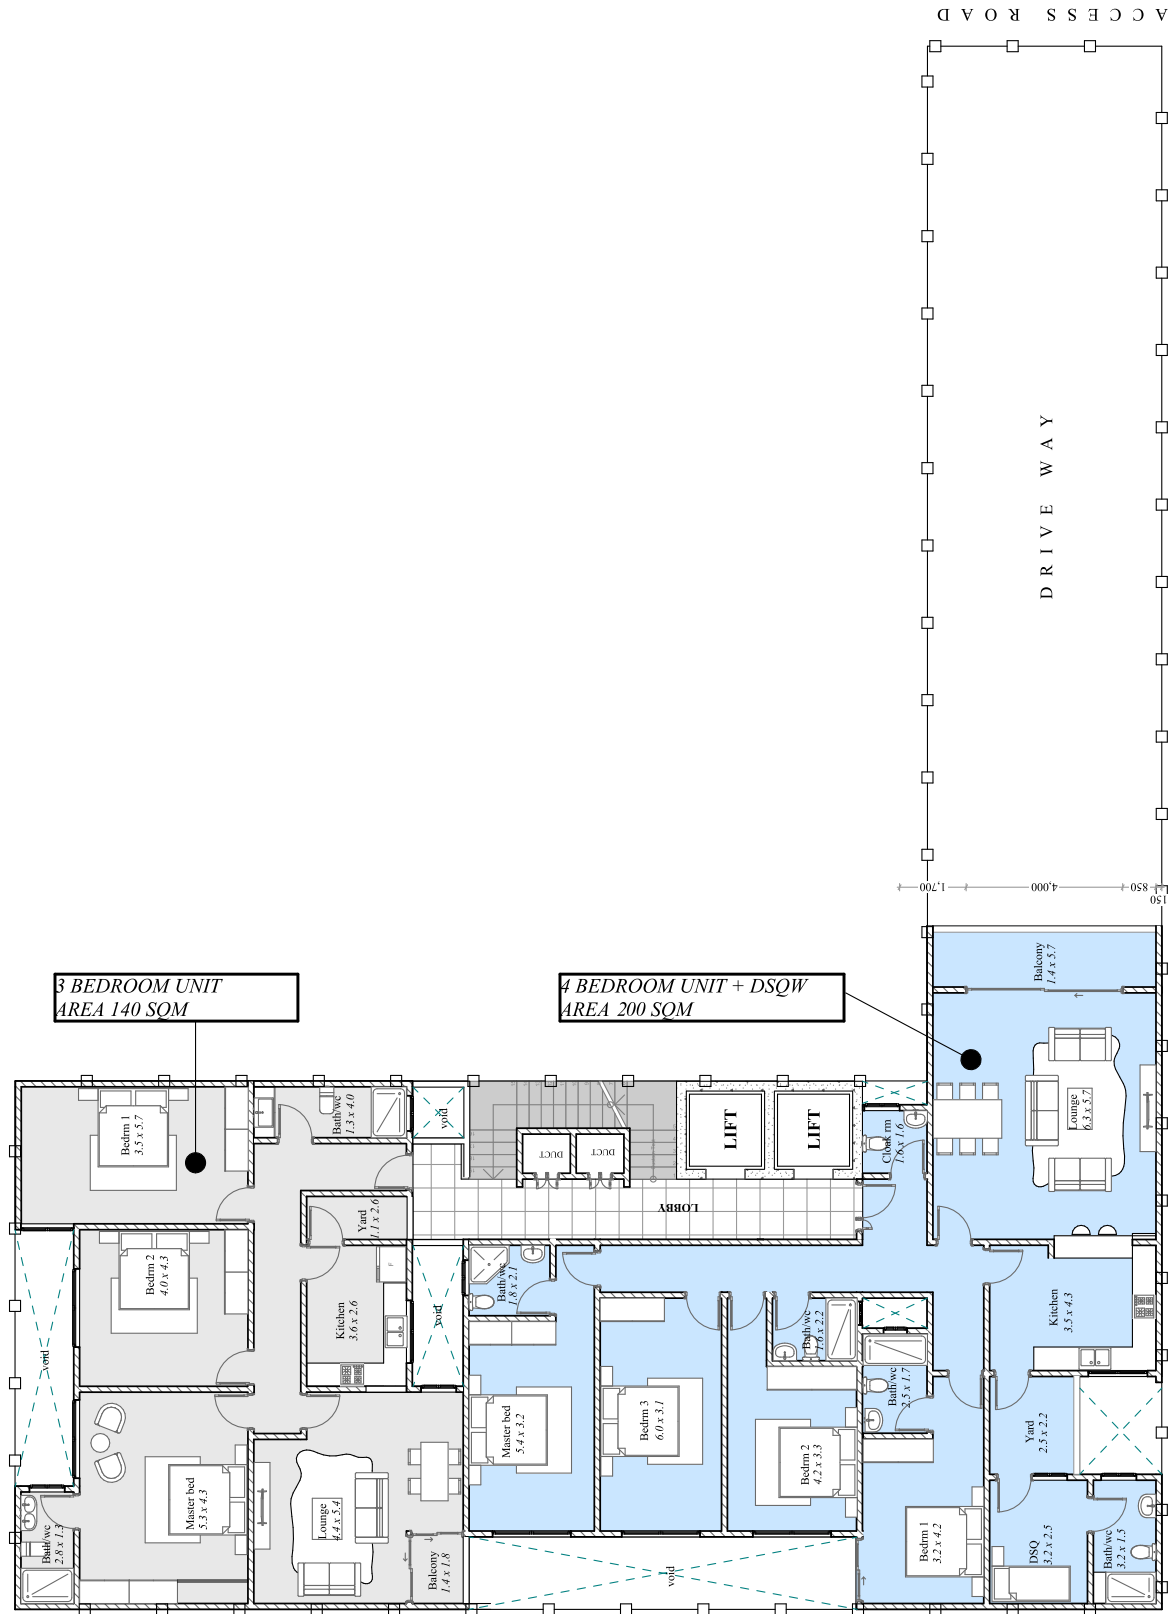 ACCESS ROAD
DRIVE WAY
1,700
4,000
850
150
3 BEDROOM UNIT
AREA 140 SQM
4 BEDROOM UNIT + DSQW
AREA 200 SQM
Balcony
1.4 x 5.7
Lounge
6.3 x 5.7
Bedrm 1
3.5 x 5.7
Bath/wc
1.3 x 4.0
void
DUCT
DUCT
LIFT
LIFT
Cloak rm
1.6 x 1.6
LOBBY
Yard
1.1 x 2.6
Bedrm 2
4.0 x 4.3
Kitchen
3.6 x 2.6
F
void
void
Bath/wc
1.8 x 2.1
Bath/wc
1.6 x 2.2
Kitchen
3.5 x 4.3
Bath/wc
2.5 x 1.7
Master bed
5.4 x 3.2
Bedrm 3
6.0 x 3.1
Bedrm 2
4.2 x 3.3
Yard
2.5 x 2.2
Master bed
5.3 x 4.3
Lounge
4.4 x 5.4
Bath/wc
2.8 x 1.3
Balcony
1.4 x 1.8
void
Bedrm 1
3.2 x 4.2
DSQ
3.2 x 2.5
Bath/wc
3.2 x 1.5